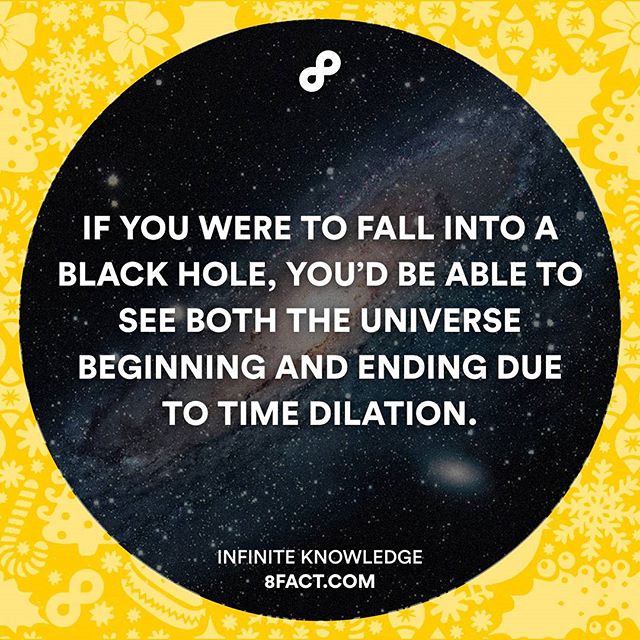 IF YOU WERE TO FALL INTO A
BLACK HOLE, YOU'D BE ABLE TO
SEE BOTH THE UNIVERSE
BEGINNING AND ENDING DUE
TO TIME DILATION.
INFINITE KNOWLEDGE
8FACT.COM